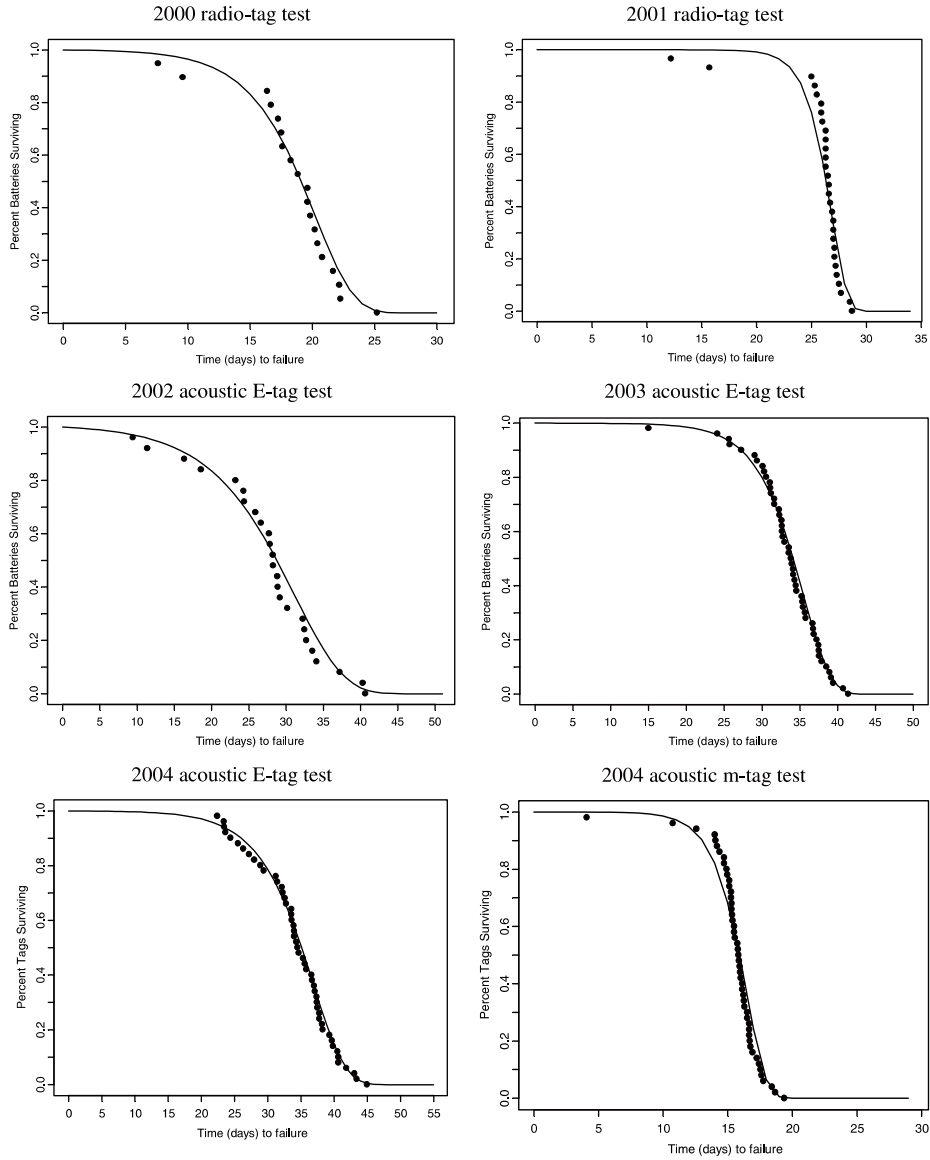 2000 radio-tag test
2001 radio-tag test
Percent Batteries Surviving
1.0
0.8
0.6
0.4
0.2
0.0
0 5 10 15 20 25 30
Time (days) to failure
Percent Batteries Surviving
1.0
0.8
0.6
0.4
0.2
0.0
0 5 10 15 20 25 30 35
Time (days) to failure
2002 acoustic E-tag test
2003 acoustic E-tag test
Percent Batteries Surviving
1.0
0.8
0.6
0.4
0.2
0.0
0 5 10 15 20 25 30 35 40 45 50
Time (days) to failure
Percent Batteries Surviving
1.0
0.8
0.6
0.4
0.2
0.0
0 5 10 15 20 25 30 35 40 45 50
Time (days) to failure
2004 acoustic E-tag test
2004 acoustic m-tag test
Percent Tags Surviving
1.0
0.8
0.6
0.4
0.2
0.0
0 5 10 15 20 25 30 35 40 45 55
Time (days) to failure
Percent Tags Surviving
1.0
0.8
0.6
0.4
0.2
0.0
0 5 10 15 20 25 30
Time (days) to failure